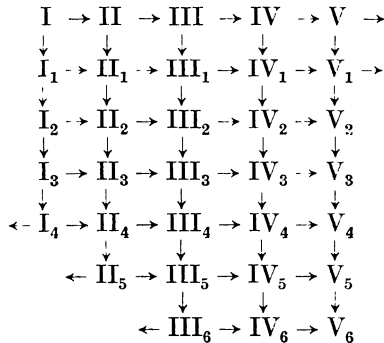 I → II → III → IV → V →
↓ ↓ ↓ ↓ ↓
I₁ → II₁ → III₁ → IV₁ → V₁ →
↓ ↓ ↓ ↓ ↓
I₂ → II₂ → III₂ → IV₂ → V₂
↓ ↓ ↓ ↓ ↓
I₃ → II₃ → III₃ → IV₃ → V₃
↓ ↓ ↓ ↓ ↓
← I₄ → II₄ → III₄ → IV₄ → V₄
↓ ↓ ↓ ↓
← II₅ → III₅ → IV₅ → V₅
↓ ↓ ↓
← III₆ → IV₆ → V₆